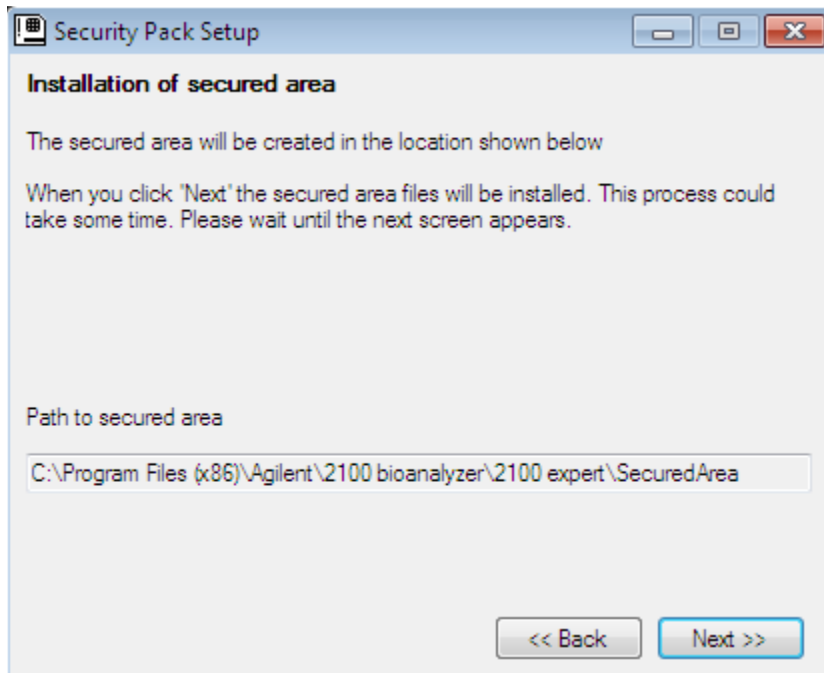 Security Pack Setup
Installation of secured area
The secured area will be created in the location shown below
When you click 'Next' the secured area files will be installed. This process could
take some time. Please wait until the next screen appears.
Path to secured area
C:\Program Files (x86)\Agilent\2100 bioanalyzer\2100 expert\SecuredArea
<< Back
Next >>